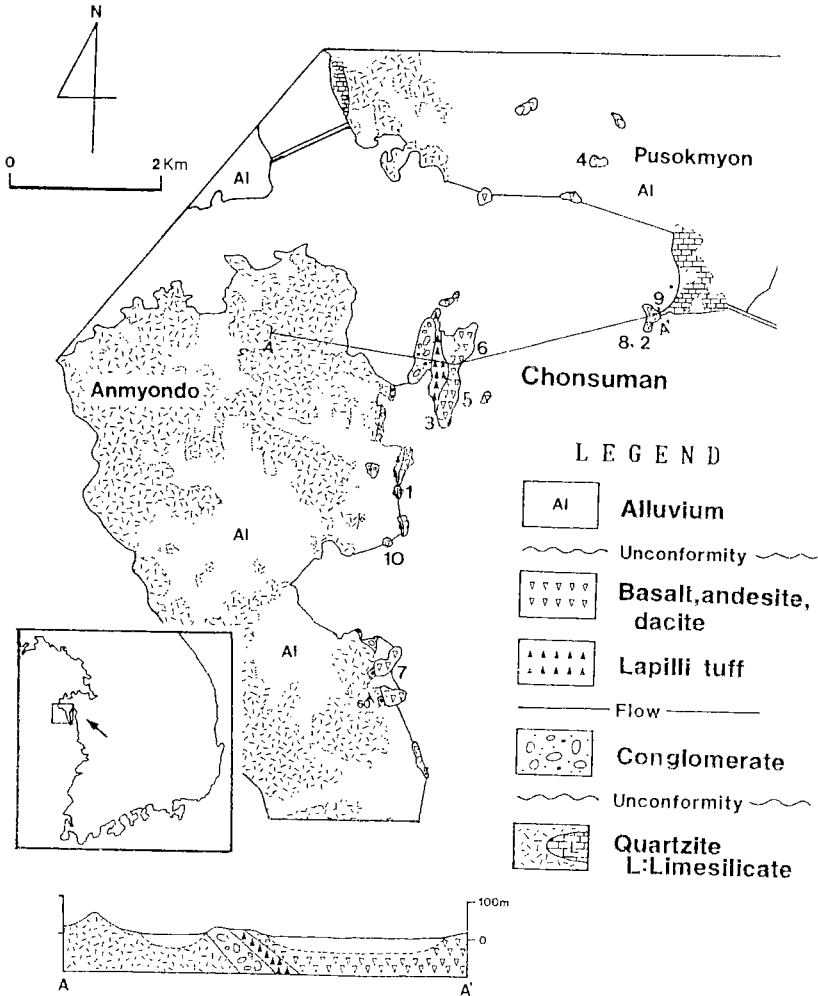 N
0 2 Km
Al
4
Pusokmyon
Al
9
A'
8, 2
A
6
Anmyondo
Chonsuman
5
3
1
Al
10
Al
7
60
LEGEND
Al Alluvium
Unconformity
Basalt,andesite,
dacite
Lapilli tuff
Flow
Conglomerate
Unconformity
L Quartzite
L:Limesilicate
100m
0
A A'